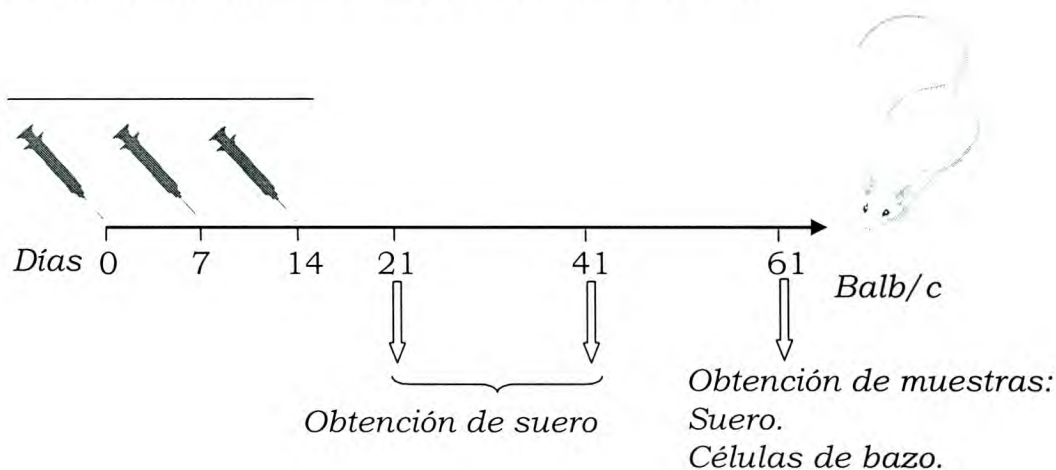 Días 0 7 14 21 41 61
Balb/c
Obtención de suero
Obtención de muestras:
Suero.
Células de bazo.